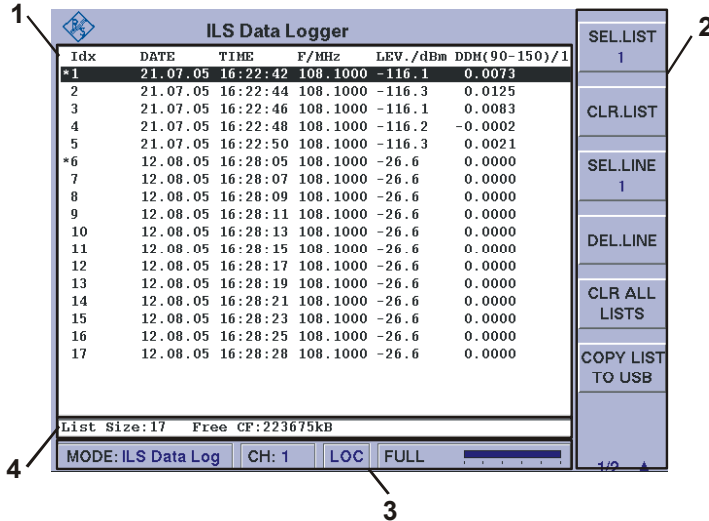 1
R&S
ILS Data Logger
2
Idx DATE TIME F/MHz LEV./dBm DDM(90-150)/1
*1 21.07.05 16:22:42 108.1000 -116.1 0.0073
2 21.07.05 16:22:44 108.1000 -116.3 0.0125
3 21.07.05 16:22:46 108.1000 -116.1 0.0083
4 21.07.05 16:22:48 108.1000 -116.2 -0.0002
5 21.07.05 16:22:50 108.1000 -116.3 0.0021
*6 12.08.05 16:28:05 108.1000 -26.6 0.0000
7 12.08.05 16:28:07 108.1000 -26.6 0.0000
8 12.08.05 16:28:09 108.1000 -26.6 0.0000
9 12.08.05 16:28:11 108.1000 -26.6 0.0000
10 12.08.05 16:28:13 108.1000 -26.6 0.0000
11 12.08.05 16:28:15 108.1000 -26.6 0.0000
12 12.08.05 16:28:17 108.1000 -26.6 0.0000
13 12.08.05 16:28:19 108.1000 -26.6 0.0000
14 12.08.05 16:28:21 108.1000 -26.6 0.0000
15 12.08.05 16:28:23 108.1000 -26.6 0.0000
16 12.08.05 16:28:25 108.1000 -26.6 0.0000
17 12.08.05 16:28:28 108.1000 -26.6 0.0000
List Size:17 Free CF:223675kB
MODE: ILS Data Log CH: 1 LOC FULL
SEL.LIST
1
CLR.LIST
SEL.LINE
1
DEL.LINE
CLR ALL
LISTS
COPY LIST
TO USB
1/2 ▲
4
3